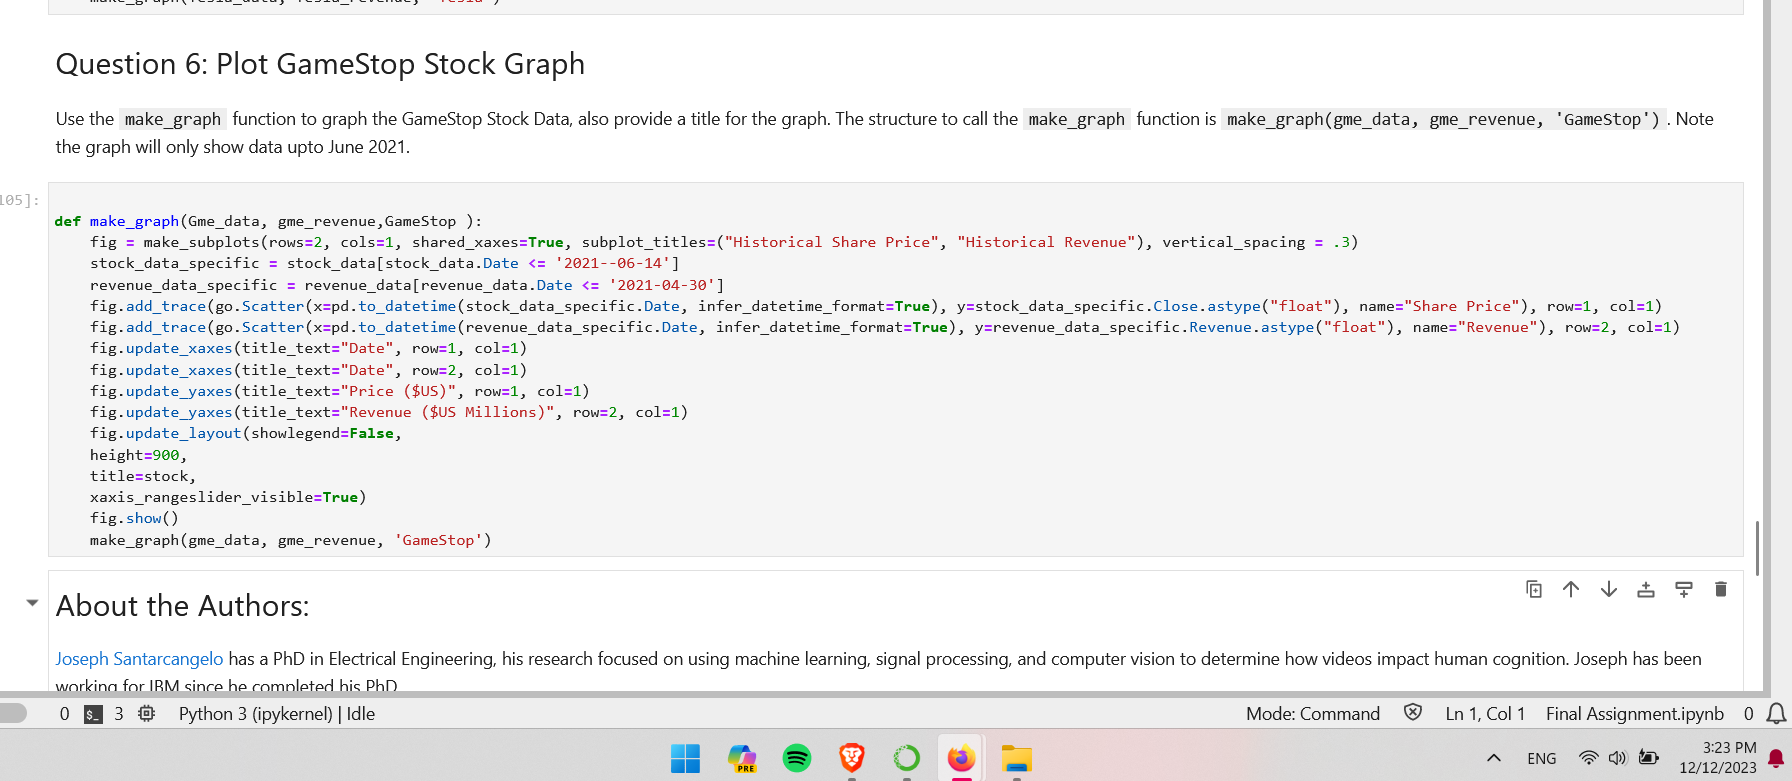 make_graph(tesla_data, tesla_revenue, 'Tesla')
Question 6: Plot GameStop Stock Graph
Use the make_graph function to graph the GameStop Stock Data, also provide a title for the graph. The structure to call the make_graph function is make_graph(gme_data, gme_revenue, 'GameStop') . Note
the graph will only show data upto June 2021.
105]:
def make_graph(Gme_data, gme_revenue,GameStop ):
    fig = make_subplots(rows=2, cols=1, shared_xaxes=True, subplot_titles=("Historical Share Price", "Historical Revenue"), vertical_spacing = .3)
    stock_data_specific = stock_data[stock_data.Date <= '2021--06-14']
    revenue_data_specific = revenue_data[revenue_data.Date <= '2021-04-30']
    fig.add_trace(go.Scatter(x=pd.to_datetime(stock_data_specific.Date, infer_datetime_format=True), y=stock_data_specific.Close.astype("float"), name="Share Price"), row=1, col=1)
    fig.add_trace(go.Scatter(x=pd.to_datetime(revenue_data_specific.Date, infer_datetime_format=True), y=revenue_data_specific.Revenue.astype("float"), name="Revenue"), row=2, col=1)
    fig.update_xaxes(title_text="Date", row=1, col=1)
    fig.update_xaxes(title_text="Date", row=2, col=1)
    fig.update_yaxes(title_text="Price ($US)", row=1, col=1)
    fig.update_yaxes(title_text="Revenue ($US Millions)", row=2, col=1)
    fig.update_layout(showlegend=False,
    height=900,
    title=stock,
    xaxis_rangeslider_visible=True)
    fig.show()
    make_graph(gme_data, gme_revenue, 'GameStop')
About the Authors:
Joseph Santarcangelo has a PhD in Electrical Engineering, his research focused on using machine learning, signal processing, and computer vision to determine how videos impact human cognition. Joseph has been
working for IBM since he completed his PhD
0 $_ 3 Python 3 (ipykernel) | Idle Mode: Command Ln 1, Col 1 Final Assignment.ipynb 0
PRE ENG 3:23 PM
12/12/2023